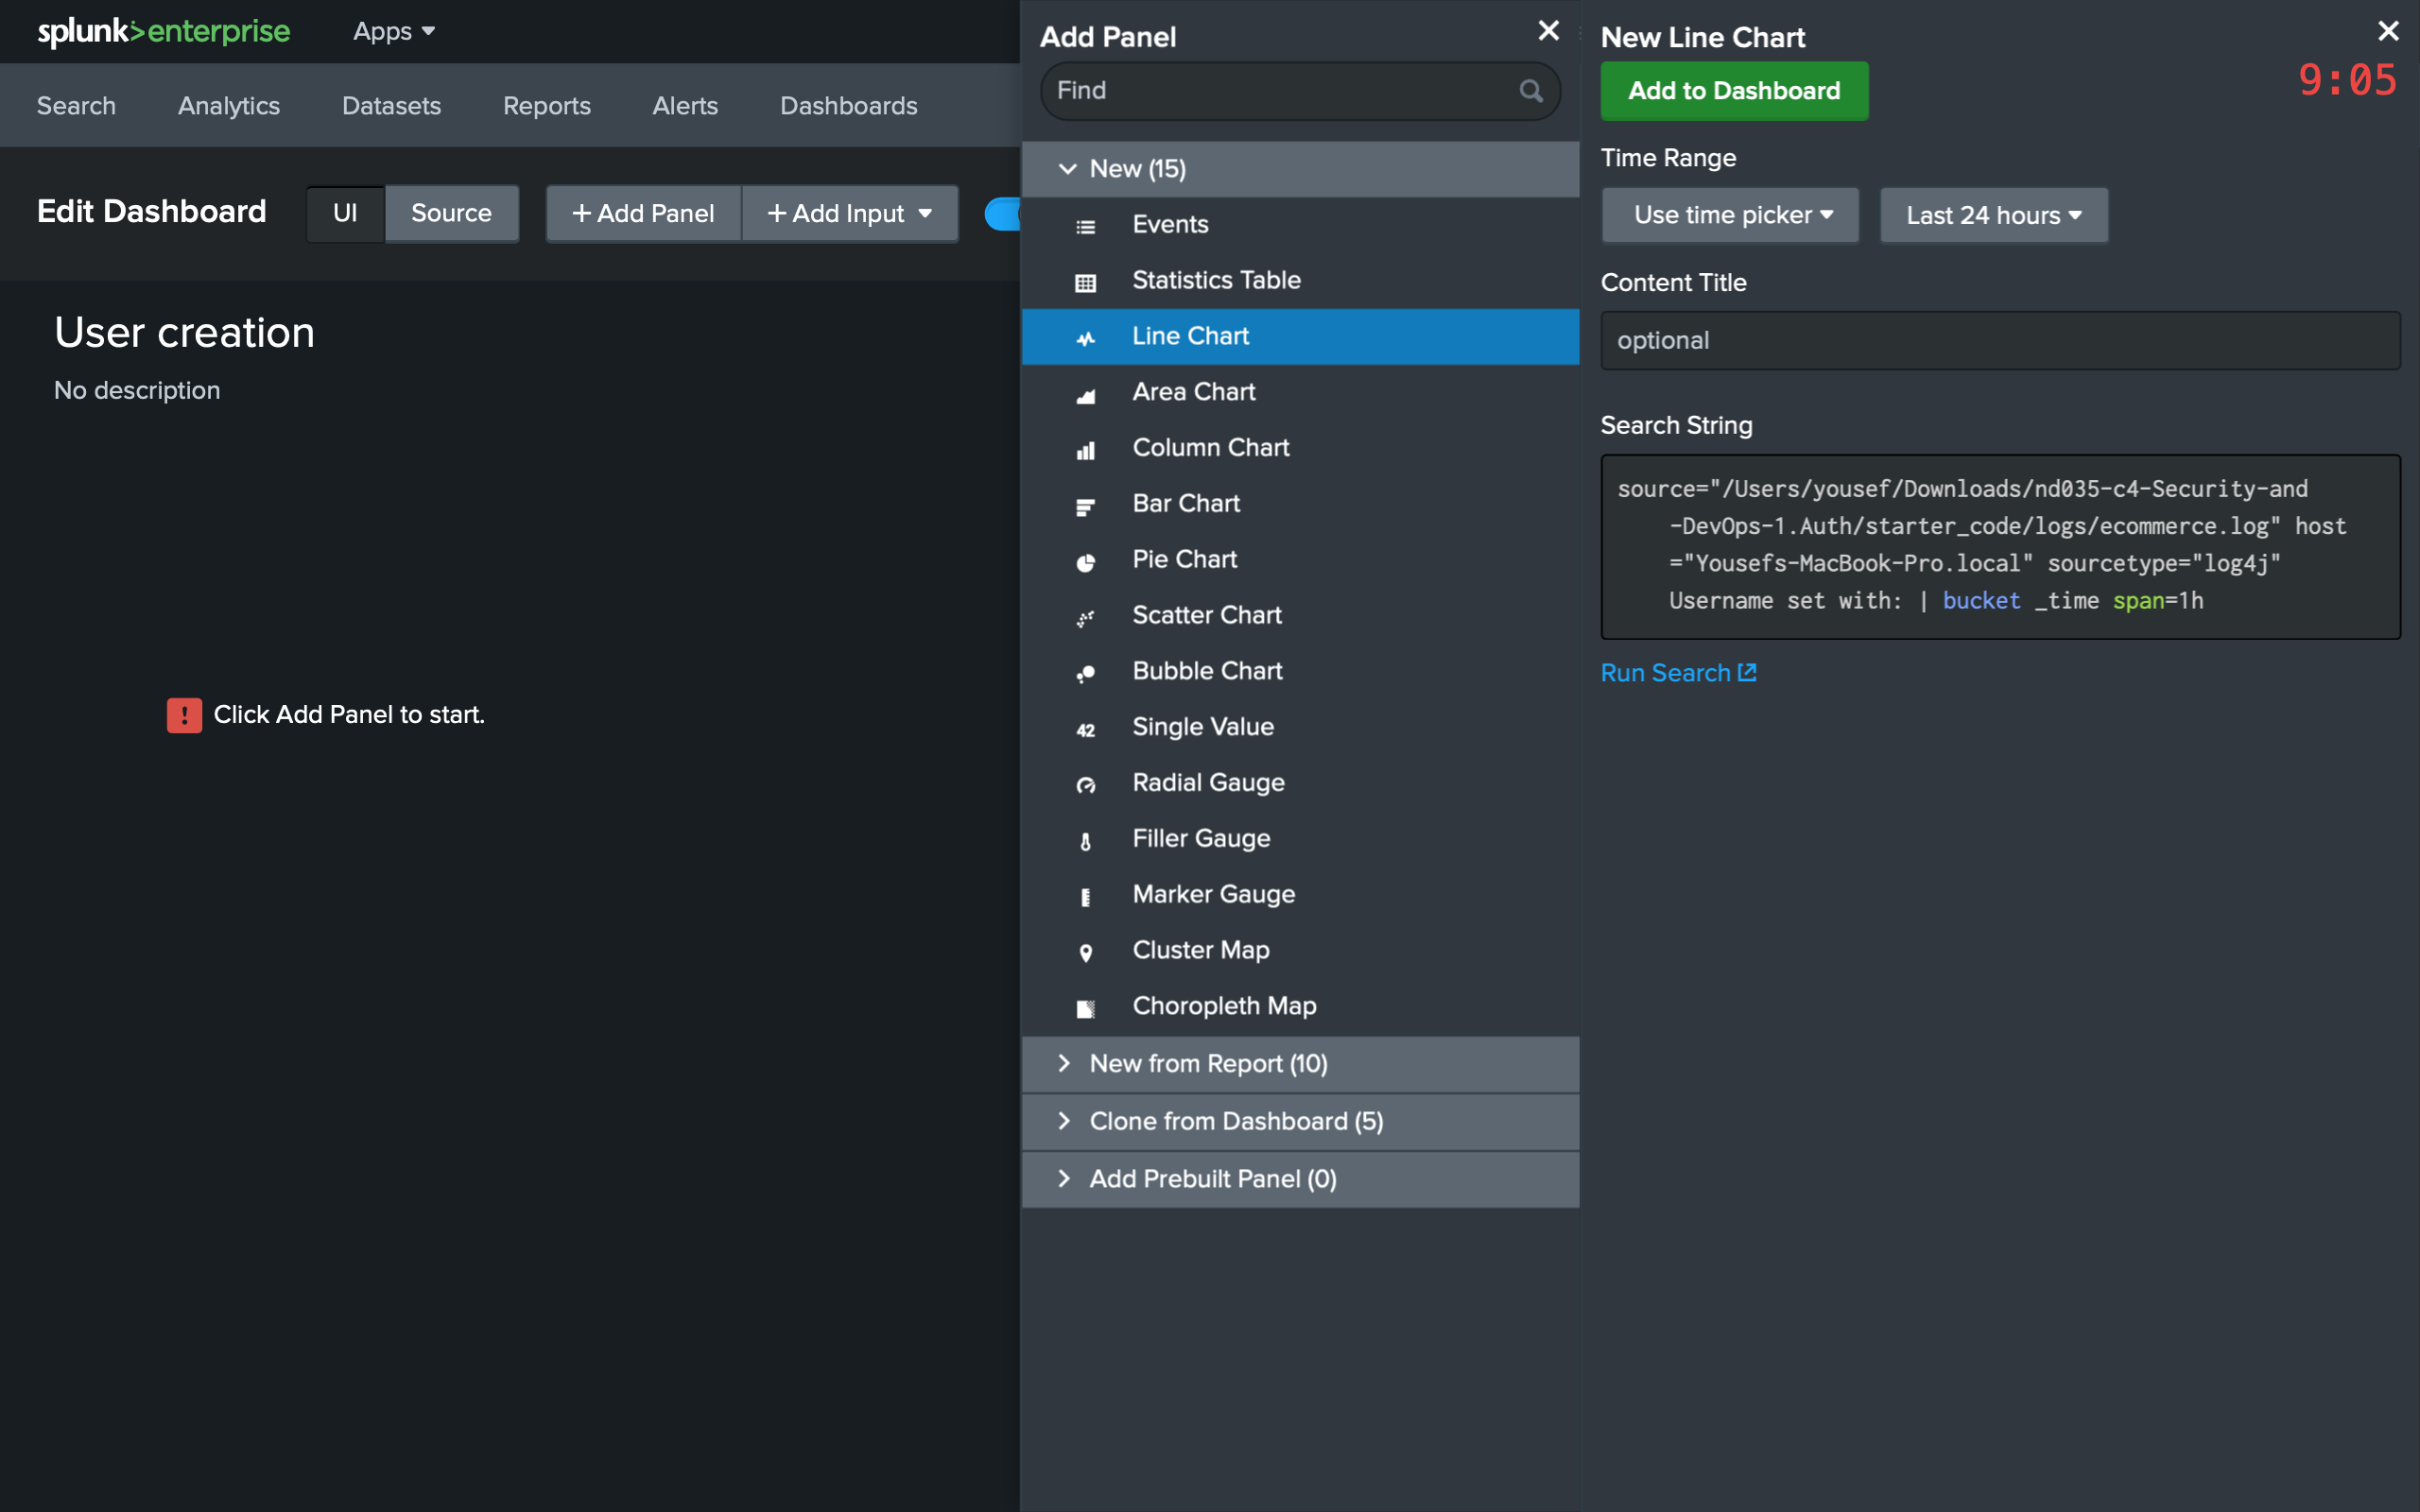 splunk>enterprise Apps
Search Analytics Datasets Reports Alerts Dashboards
Edit Dashboard UI Source + Add Panel + Add Input
User creation
No description
! Click Add Panel to start.
Add Panel
Find
New (15)
Events
Statistics Table
Line Chart
Area Chart
Column Chart
Bar Chart
Pie Chart
Scatter Chart
Bubble Chart
42 Single Value
Radial Gauge
Filler Gauge
Marker Gauge
Cluster Map
Choropleth Map
New from Report (10)
Clone from Dashboard (5)
Add Prebuilt Panel (0)
New Line Chart
9:05
Add to Dashboard
Time Range
Use time picker Last 24 hours
Content Title
optional
Search String
source="/Users/yousef/Downloads/nd035-c4-Security-and
-DevOps-1.Auth/starter_code/logs/ecommerce.log" host
="Yousefs-MacBook-Pro.local" sourcetype="log4j"
Username set with: | bucket _time span=1h
Run Search